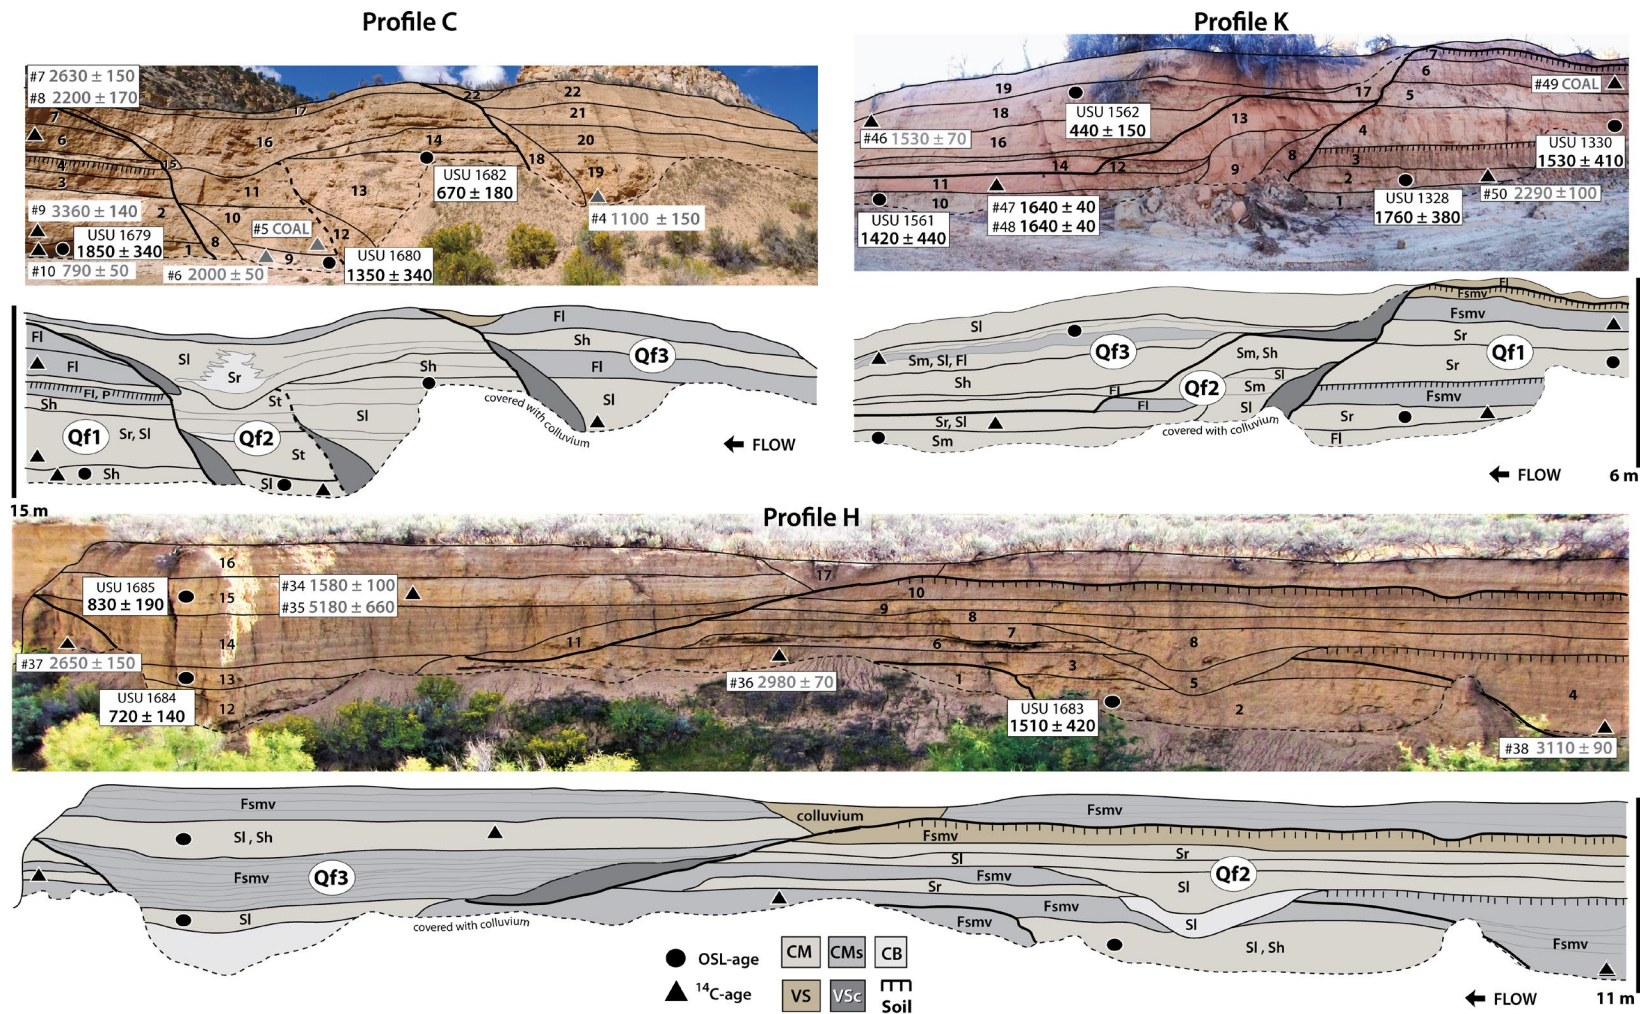 Profile C
#7 2630 ± 150
#8 2200 ± 170
7
6
4
3
2
1
15
17
16
14
22
22
21
20
18
19
11
13
10
12
8
9
#9 3360 ± 140
USU 1679
1850 ± 340
#10 790 ± 50
#6 2000 ± 50
#5 COAL
USU 1680
1350 ± 340
USU 1682
670 ± 180
#4 1100 ± 150
Fl
Fl
Fl, P
Sh
Sr, Sl
Qf1
Sh
Sl
Sr
St
Qf2
St
Sl
Sl
Sh
Fl
Sh
Qf3
Fl
Sl
covered with colluvium
FLOW
15 m
Profile K
19
18
16
14
12
11
10
13
17
9
8
7
6
5
4
3
2
1
USU 1562
440 ± 150
#46 1530 ± 70
#49 COAL
USU 1330
1530 ± 410
#50 2290 ± 100
USU 1328
1760 ± 380
#47 1640 ± 40
#48 1640 ± 40
USU 1561
1420 ± 440
Sl
Sm, Sl, Fl
Qf3
Sh
Sr, Sl
Sm
Fl
Fl
Qf2
Sm, Sh
Sl
Sm
Sl
covered with colluvium
Fl
Fsmv
Fsmv
Sr
Qf1
Sr
Fsmv
Sr
Fl
FLOW
6 m
Profile H
16
15
14
13
12
11
17
10
9
8
7
6
8
3
5
1
2
4
USU 1685
830 ± 190
#34 1580 ± 100
#35 5180 ± 660
#37 2650 ± 150
USU 1684
720 ± 140
#36 2980 ± 70
USU 1683
1510 ± 420
#38 3110 ± 90
Fsmv
Sl , Sh
Fsmv
Qf3
Sl
covered with colluvium
colluvium
Fsmv
Fsmv
Sr
Sl
Fsmv
Sr
Sl
Qf2
Fsmv
Fsmv
Sl
Sl , Sh
Fsmv
OSL-age
14C-age
CM
CMs
CB
VS
VSc
Soil
FLOW
11 m